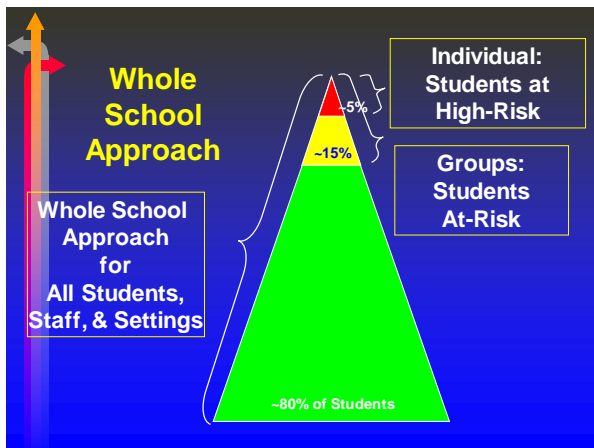 Whole
School
Approach
Whole School
Approach
for
All Students,
Staff, & Settings
~5%
~15%
~80% of Students
Individual:
Students at
High-Risk
Groups:
Students
At-Risk